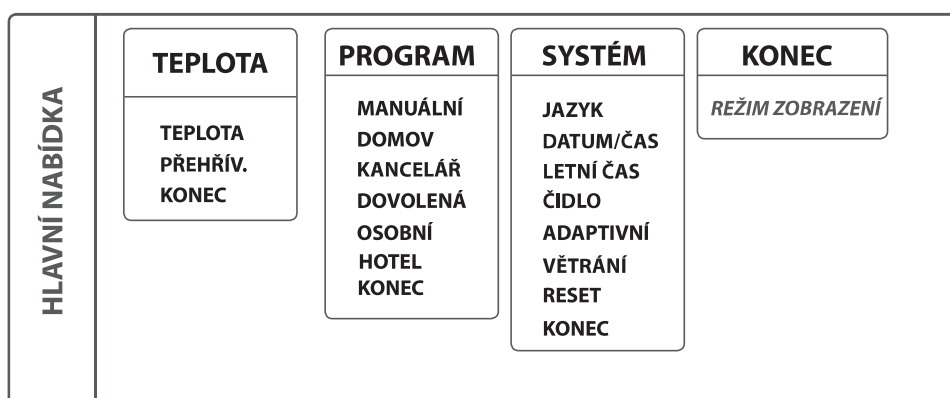 HLAVNÍ NABÍDKA
TEPLOTA
TEPLOTA
PŘEHŘÍV.
KONEC
PROGRAM
MANUÁLNÍ
DOMOV
KANCELÁŘ
DOVOLENÁ
OSOBNÍ
HOTEL
KONEC
SYSTÉM
JAZYK
DATUM/ČAS
LETNÍ ČAS
ČIDLO
ADAPTIVNÍ
VĚTRÁNÍ
RESET
KONEC
KONEC
REŽIM ZOBRAZENÍ